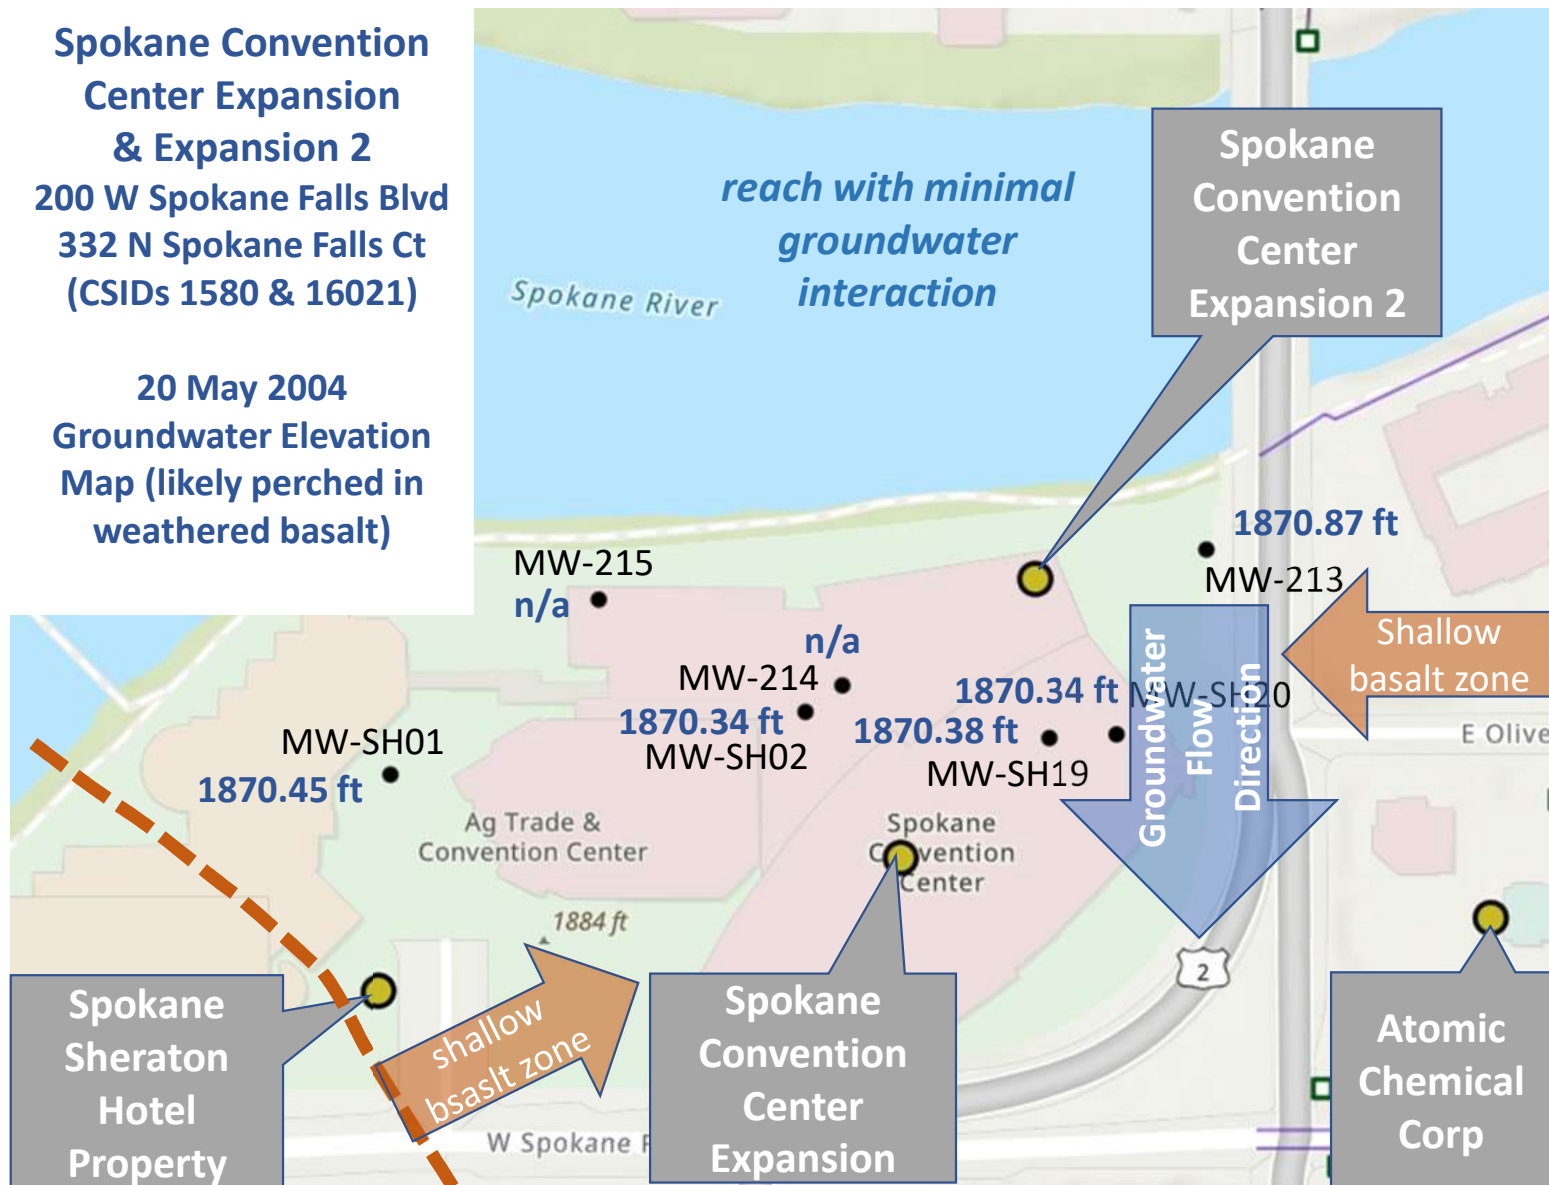 Spokane Convention
Center Expansion
& Expansion 2
200 W Spokane Falls Blvd
332 N Spokane Falls Ct
(CSIDs 1580 & 16021)
20 May 2004
Groundwater Elevation
Map (likely perched in
weathered basalt)
reach with minimal
groundwater
interaction
Spokane River
Spokane
Convention
Center
Expansion 2
1870.87 ft
MW-213
MW-215
n/a
n/a
MW-214
1870.34 ft
MW-SH02
1870.34 ft
MW-SH20
1870.38 ft
MW-SH19
MW-SH01
1870.45 ft
Groundwater
Flow
Direction
Shallow
basalt zone
E Olive
Ag Trade &
Convention Center
Spokane
Convention
Center
1884 ft
2
shallow
bsaslt zone
Spokane
Sheraton
Hotel
Property
Spokane
Convention
Center
Expansion
Atomic
Chemical
Corp
W Spokane F